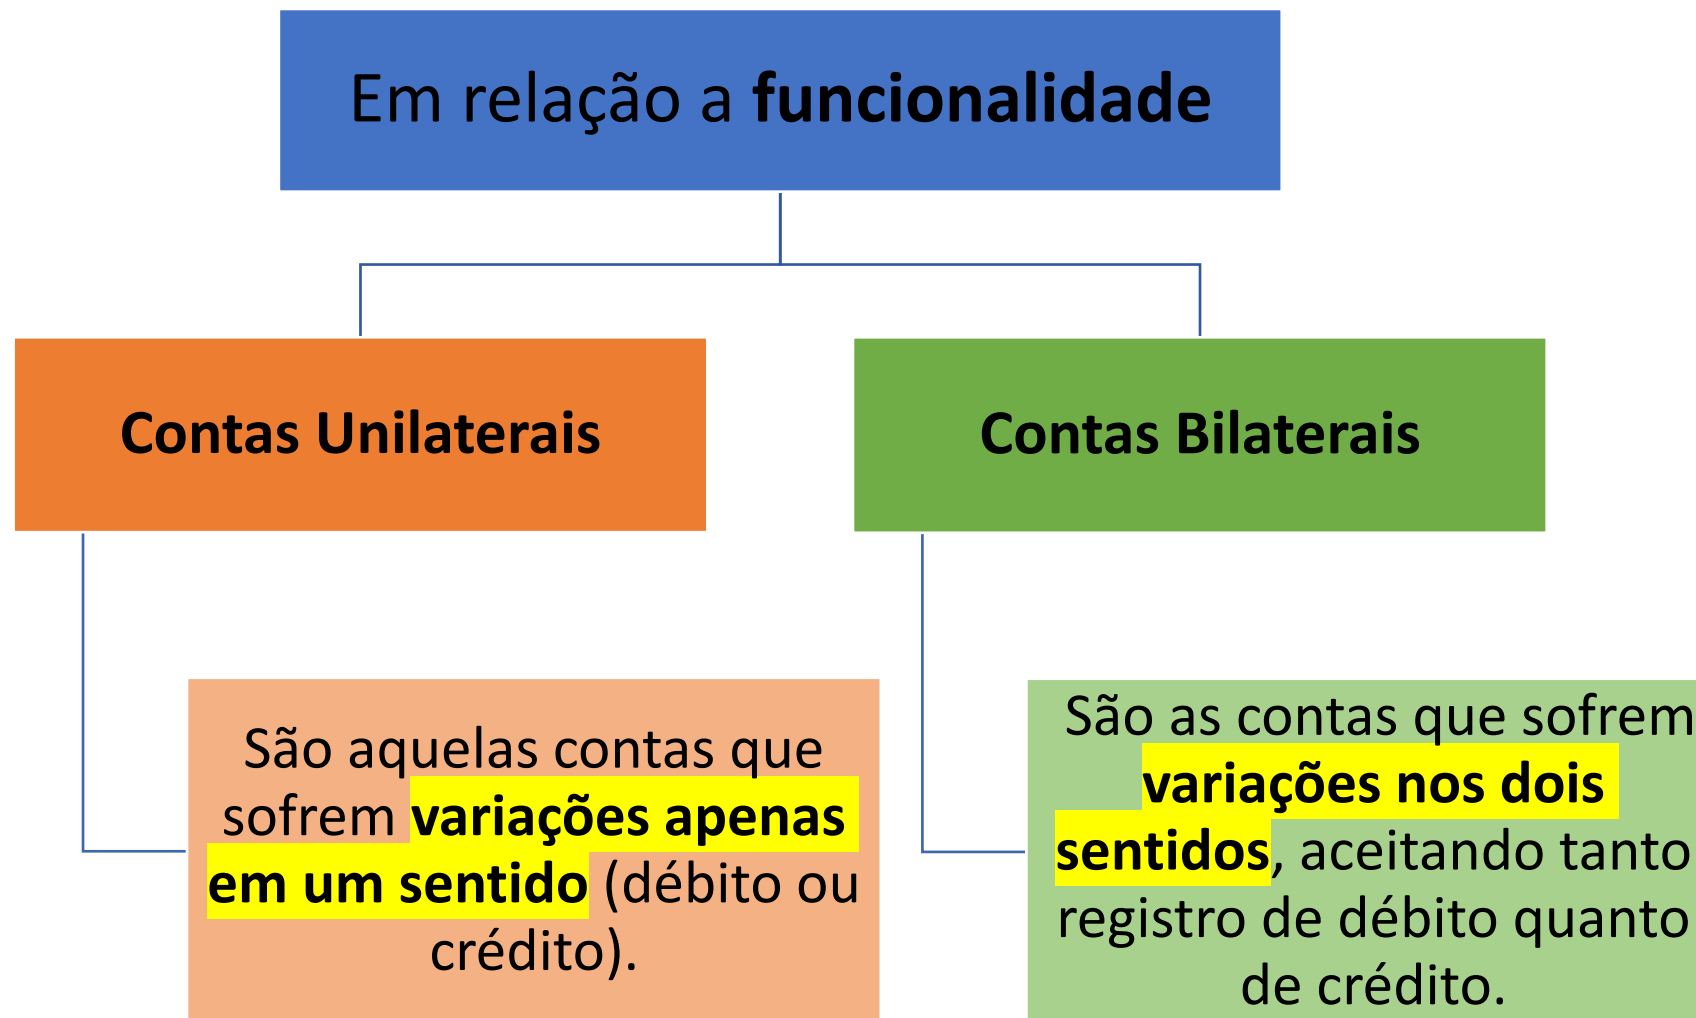 Em relação a funcionalidade
Contas Unilaterais
Contas Bilaterais
São aquelas contas que
sofrem variações apenas
em um sentido (débito ou
crédito).
São as contas que sofrem
variações nos dois
sentidos, aceitando tanto
registro de débito quanto
de crédito.